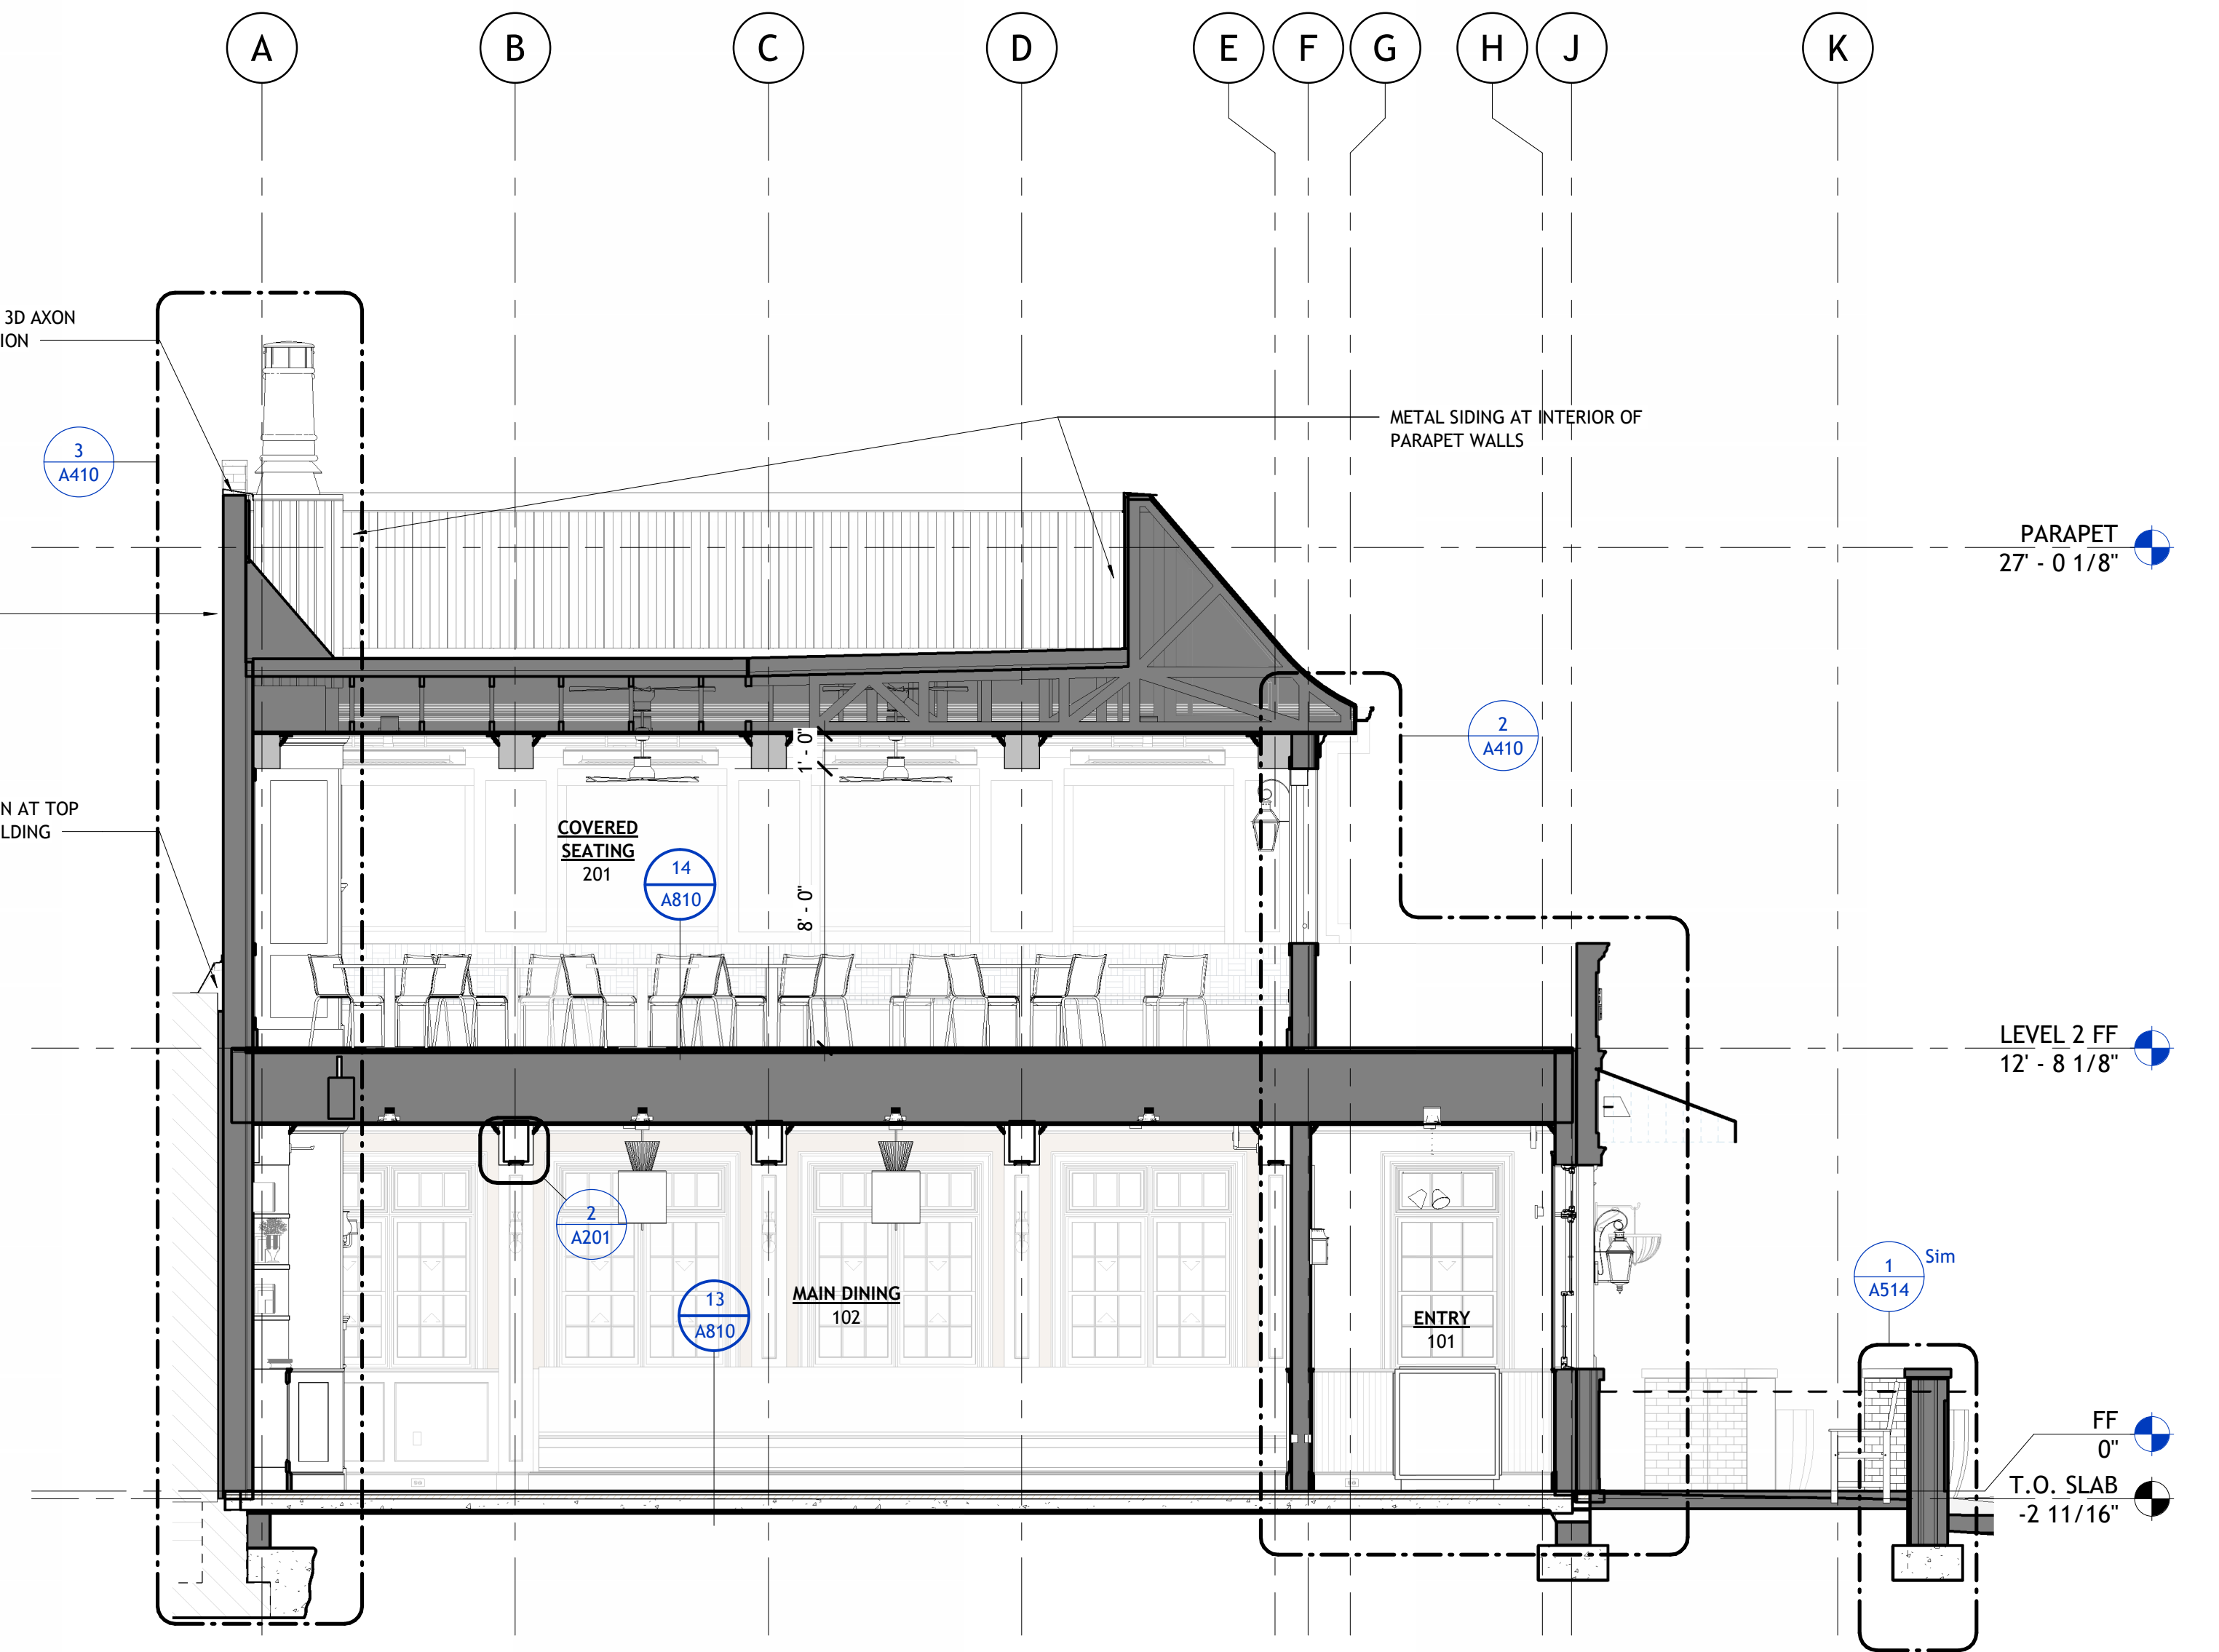 A
B
C
D
E
F
G
H
J
K
3D AXON
ION
3
A410
METAL SIDING AT INTERIOR OF
PARAPET WALLS
PARAPET
27' - 0 1/8"
2
A410
1' - 0"
N AT TOP
LDING
COVERED
SEATING
201
14
A810
8' - 0"
LEVEL 2 FF
12' - 8 1/8"
2
A201
13
A810
MAIN DINING
102
ENTRY
101
1
A514
Sim
FF
0"
T.O. SLAB
-2 11/16"